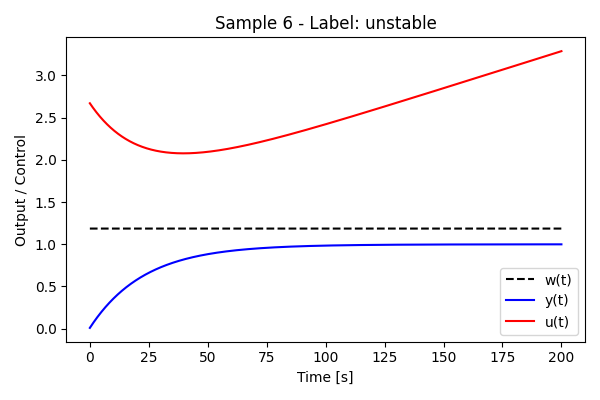 Sample 6 - Label: unstable
Output / Control
3.0
2.5
2.0
1.5
1.0
0.5
0.0
w(t)
y(t)
u(t)
0 25 50 75 100 125 150 175 200
Time [s]